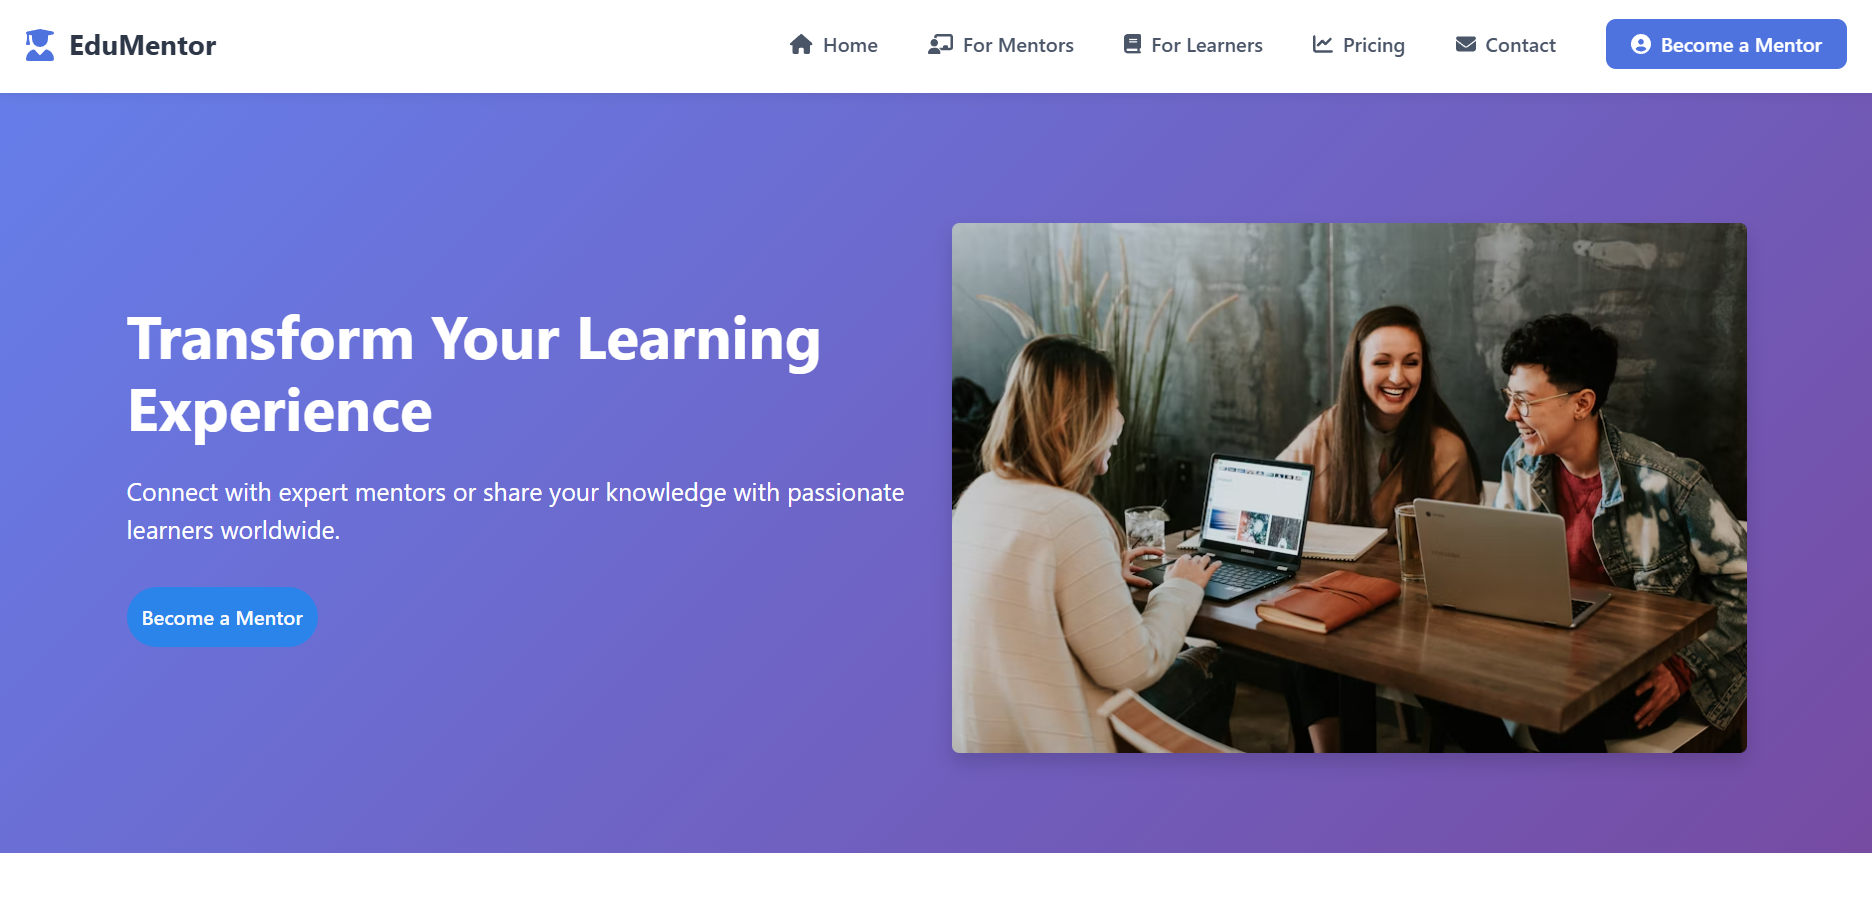 EduMentor
Home
For Mentors
For Learners
Pricing
Contact
Become a Mentor
Transform Your Learning
Experience
Connect with expert mentors or share your knowledge with passionate
learners worldwide.
Become a Mentor